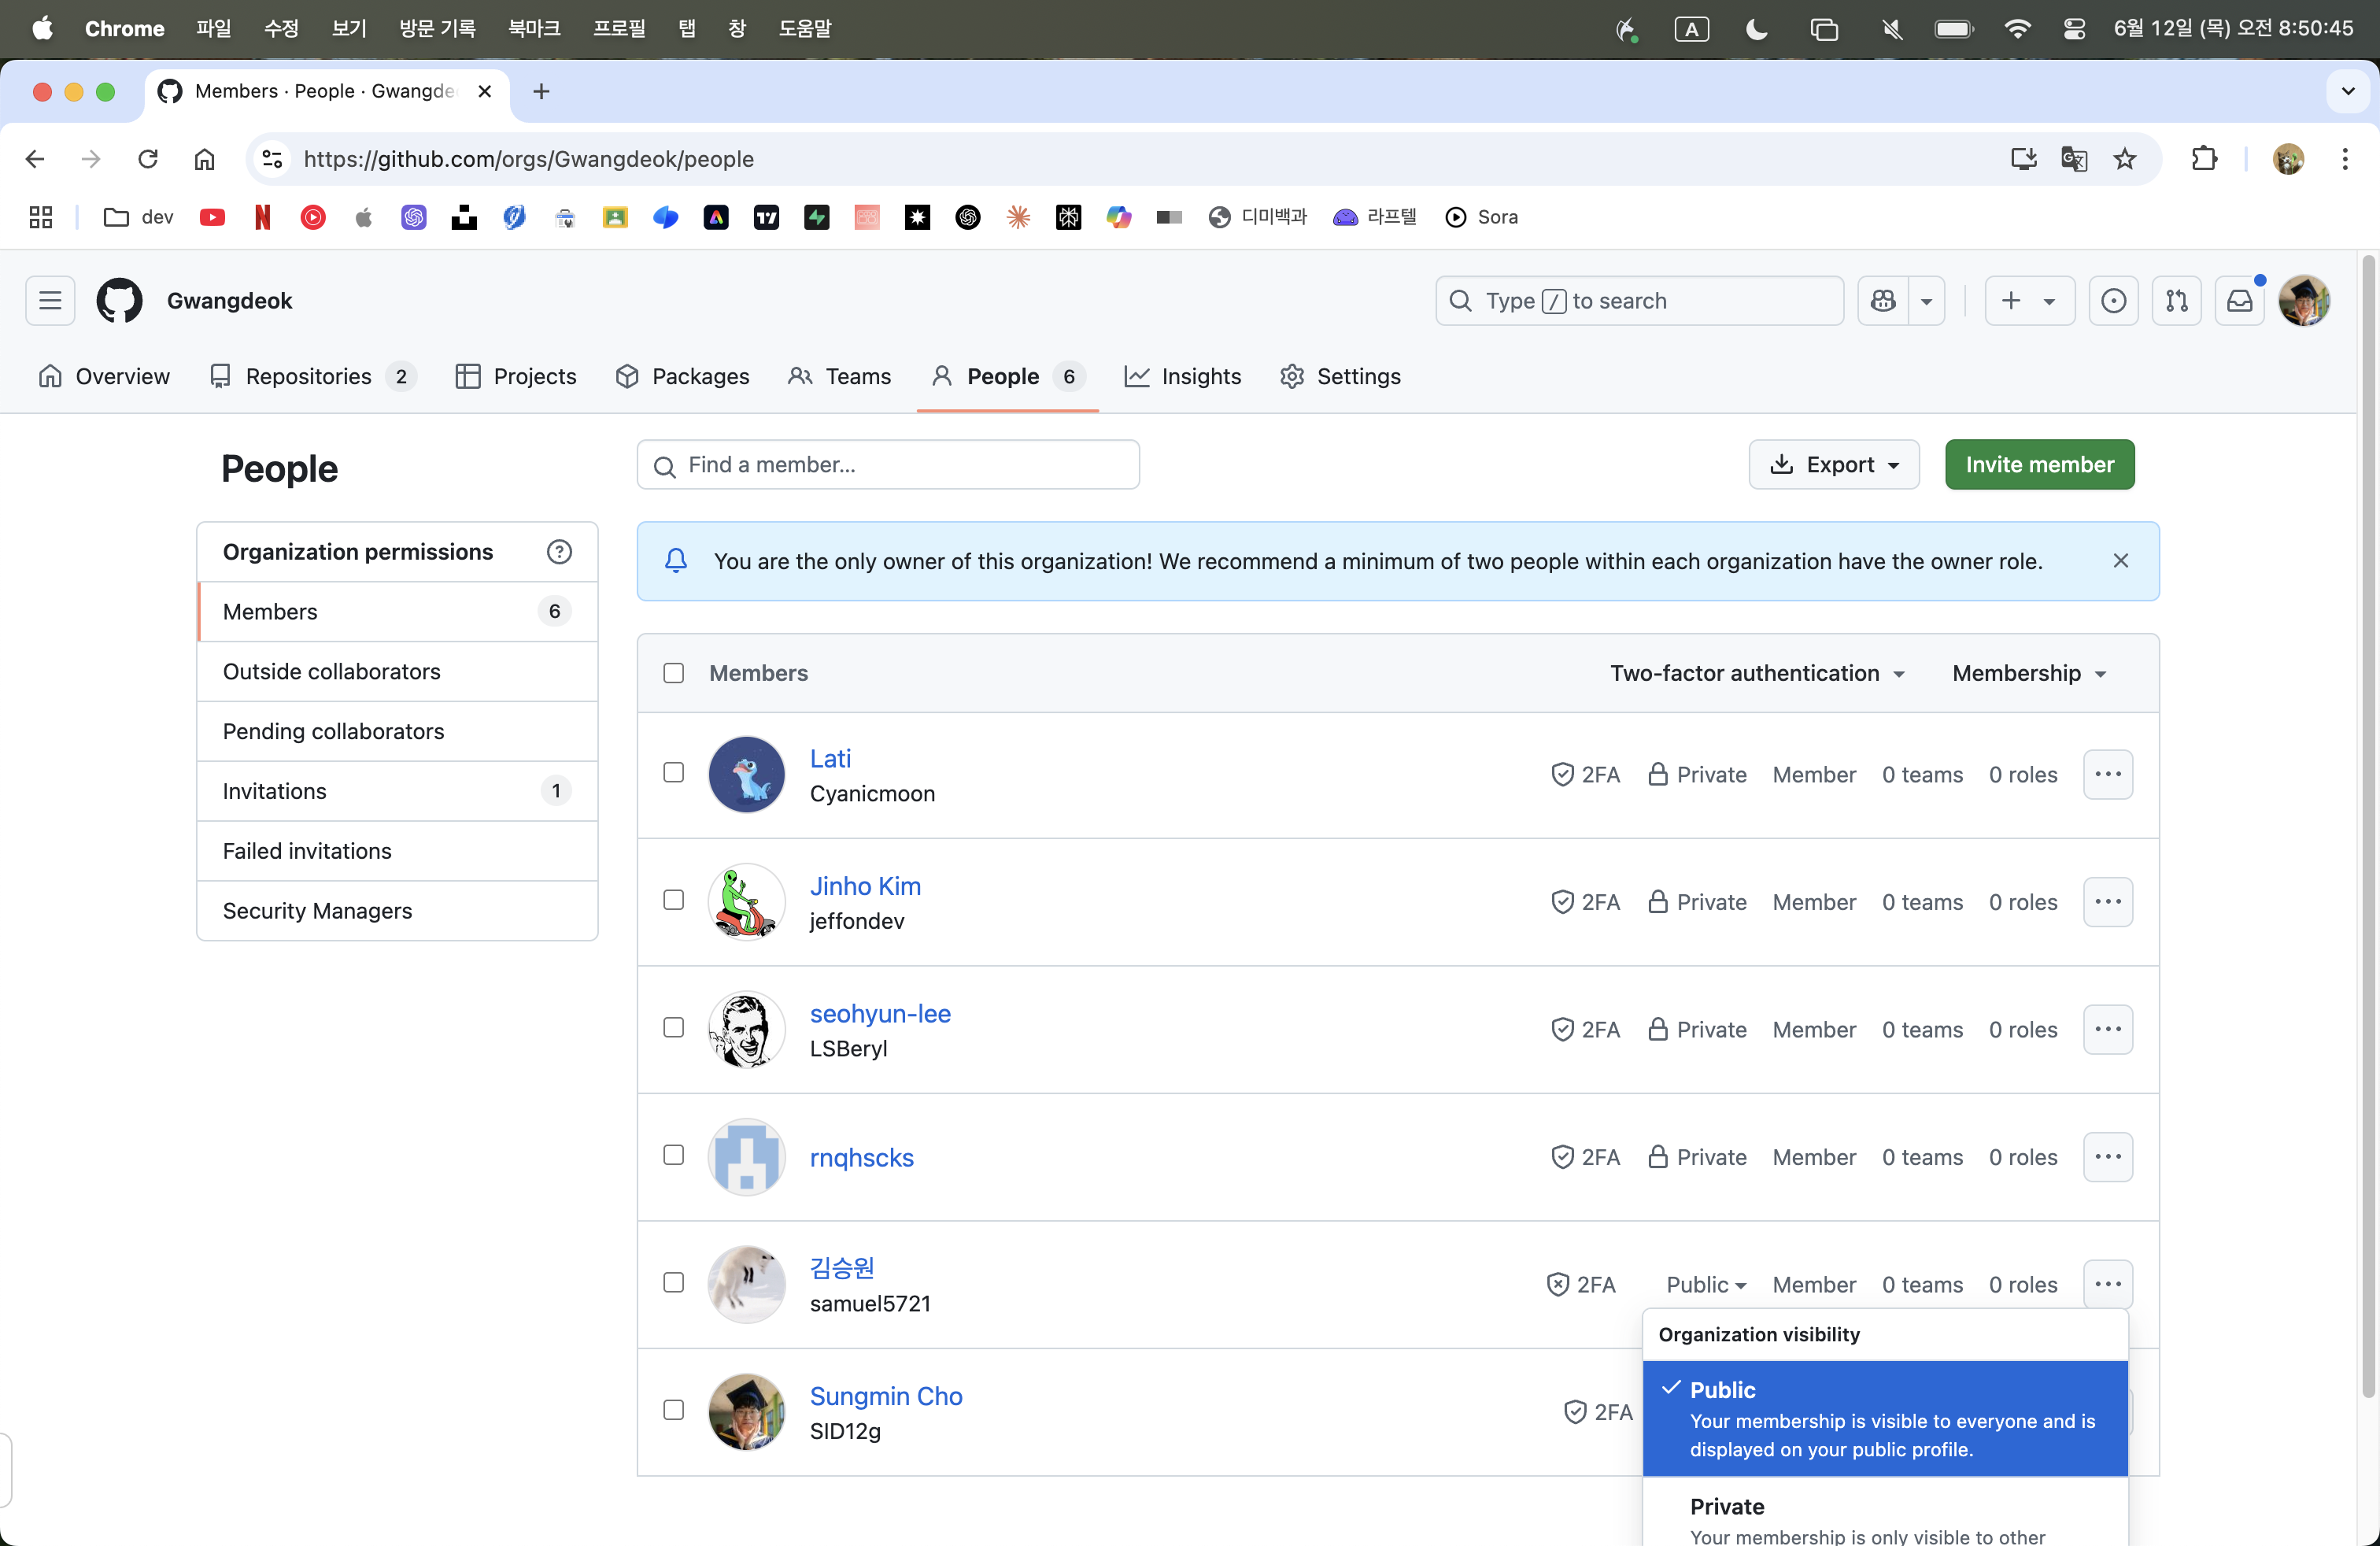 Chrome 파일 수정 보기 방문 기록 북마크 프로필 탭 창 도움말 A 6월 12일 (목) 오전 8:50:45
Members · People · Gwangde
https://github.com/orgs/Gwangdeok/people
dev 디미백과 라프텔 Sora
Gwangdeok
Type / to search
Overview Repositories 2 Projects Packages Teams People 6 Insights Settings
People
Find a member...
Export Invite member
Organization permissions
Members 6
Outside collaborators
Pending collaborators
Invitations 1
Failed invitations
Security Managers
You are the only owner of this organization! We recommend a minimum of two people within each organization have the owner role.
Members Two-factor authentication Membership
Lati
Cyanicmoon
2FA Private Member 0 teams 0 roles
Jinho Kim
jeffondev
2FA Private Member 0 teams 0 roles
seohyun-lee
LSBeryl
2FA Private Member 0 teams 0 roles
rnqhscks
2FA Private Member 0 teams 0 roles
김승원
samuel5721
2FA Public Member 0 teams 0 roles
Sungmin Cho
SID12g
2FA
Organization visibility
Public
Your membership is visible to everyone and is
displayed on your public profile.
Private
Your membership is only visible to other